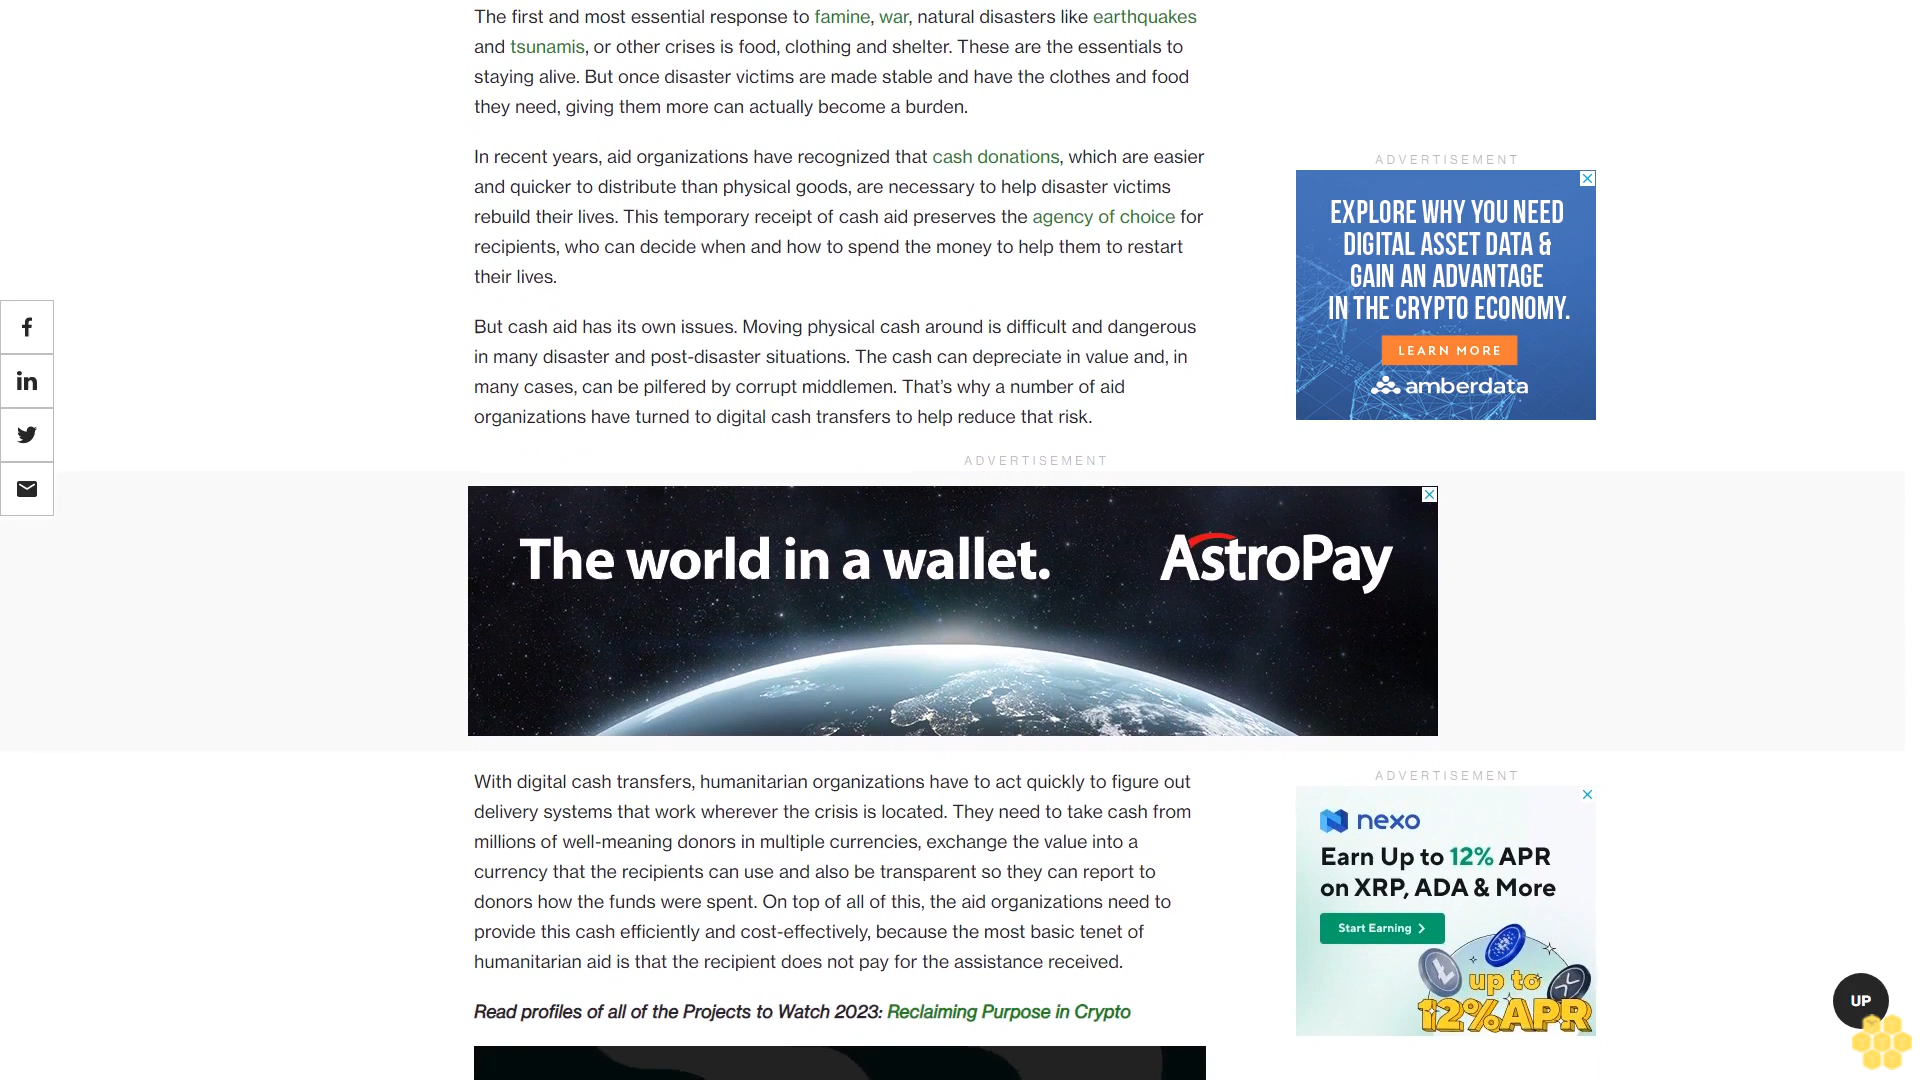 The first and most essential response to famine, war, natural disasters like earthquakes
and tsunamis, or other crises is food, clothing and shelter. These are the essentials to
staying alive. But once disaster victims are made stable and have the clothes and food
they need, giving them more can actually become a burden.
In recent years, aid organizations have recognized that cash donations, which are easier
and quicker to distribute than physical goods, are necessary to help disaster victims
rebuild their lives. This temporary receipt of cash aid preserves the agency of choice for
recipients, who can decide when and how to spend the money to help them to restart
their lives.
But cash aid has its own issues. Moving physical cash around is difficult and dangerous
in many disaster and post-disaster situations. The cash can depreciate in value and, in
many cases, can be pilfered by corrupt middlemen. That’s why a number of aid
organizations have turned to digital cash transfers to help reduce that risk.
ADVERTISEMENT
EXPLORE WHY YOU NEED
DIGITAL ASSET DATA &
GAIN AN ADVANTAGE
IN THE CRYPTO ECONOMY.
LEARN MORE
amberdata
ADVERTISEMENT
The world in a wallet.
AstroPay
With digital cash transfers, humanitarian organizations have to act quickly to figure out
delivery systems that work wherever the crisis is located. They need to take cash from
millions of well-meaning donors in multiple currencies, exchange the value into a
currency that the recipients can use and also be transparent so they can report to
donors how the funds were spent. On top of all of this, the aid organizations need to
provide this cash efficiently and cost-effectively, because the most basic tenet of
humanitarian aid is that the recipient does not pay for the assistance received.
Read profiles of all of the Projects to Watch 2023: Reclaiming Purpose in Crypto
ADVERTISEMENT
nexo
Earn Up to 12% APR
on XRP, ADA & More
Start Earning
up to
12% APR
UP